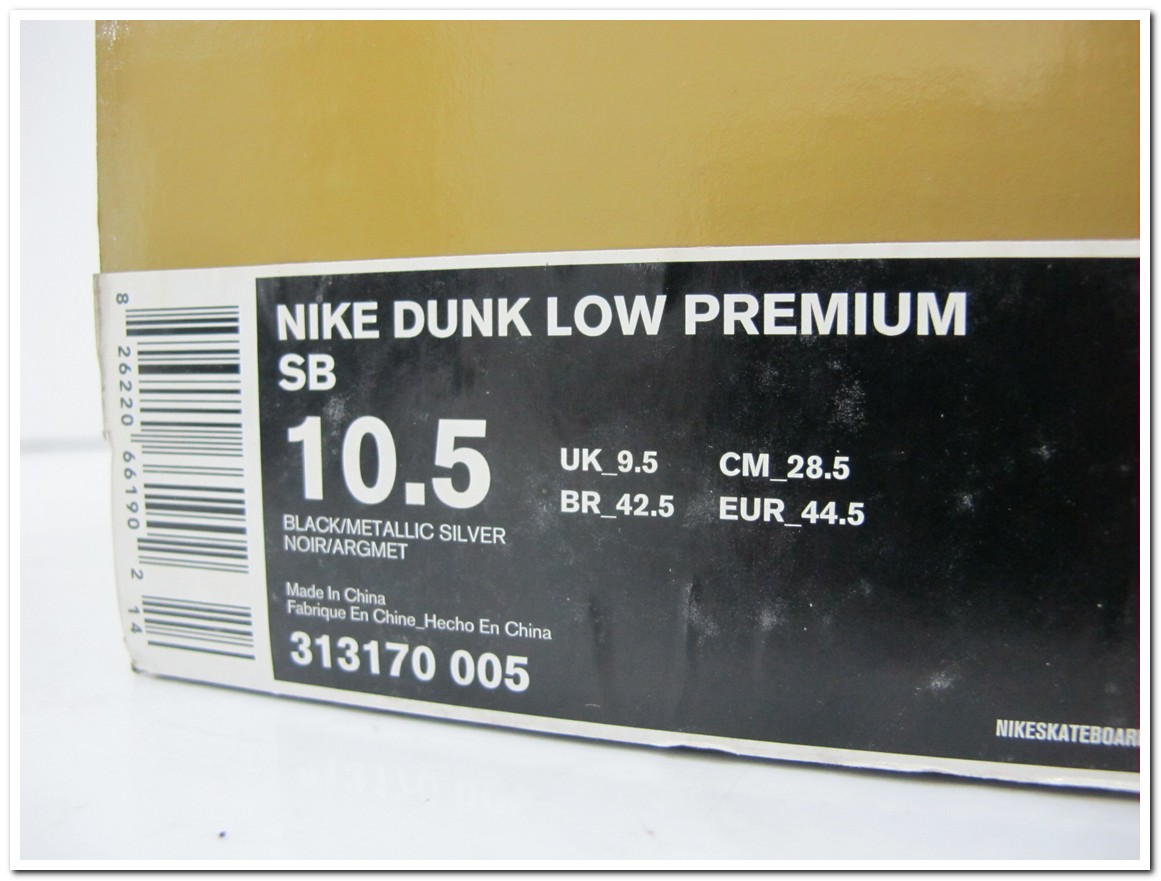 NIKE DUNK LOW PREMIUM
SB
10.5
UK_9.5 CM_28.5
BR_42.5 EUR_44.5
BLACK/METALLIC SILVER
NOIR/ARGMET
Made In China
Fabrique En Chine_Hecho En China
313170 005
NIKESKATEBOAR
8 26220 66190 2 14